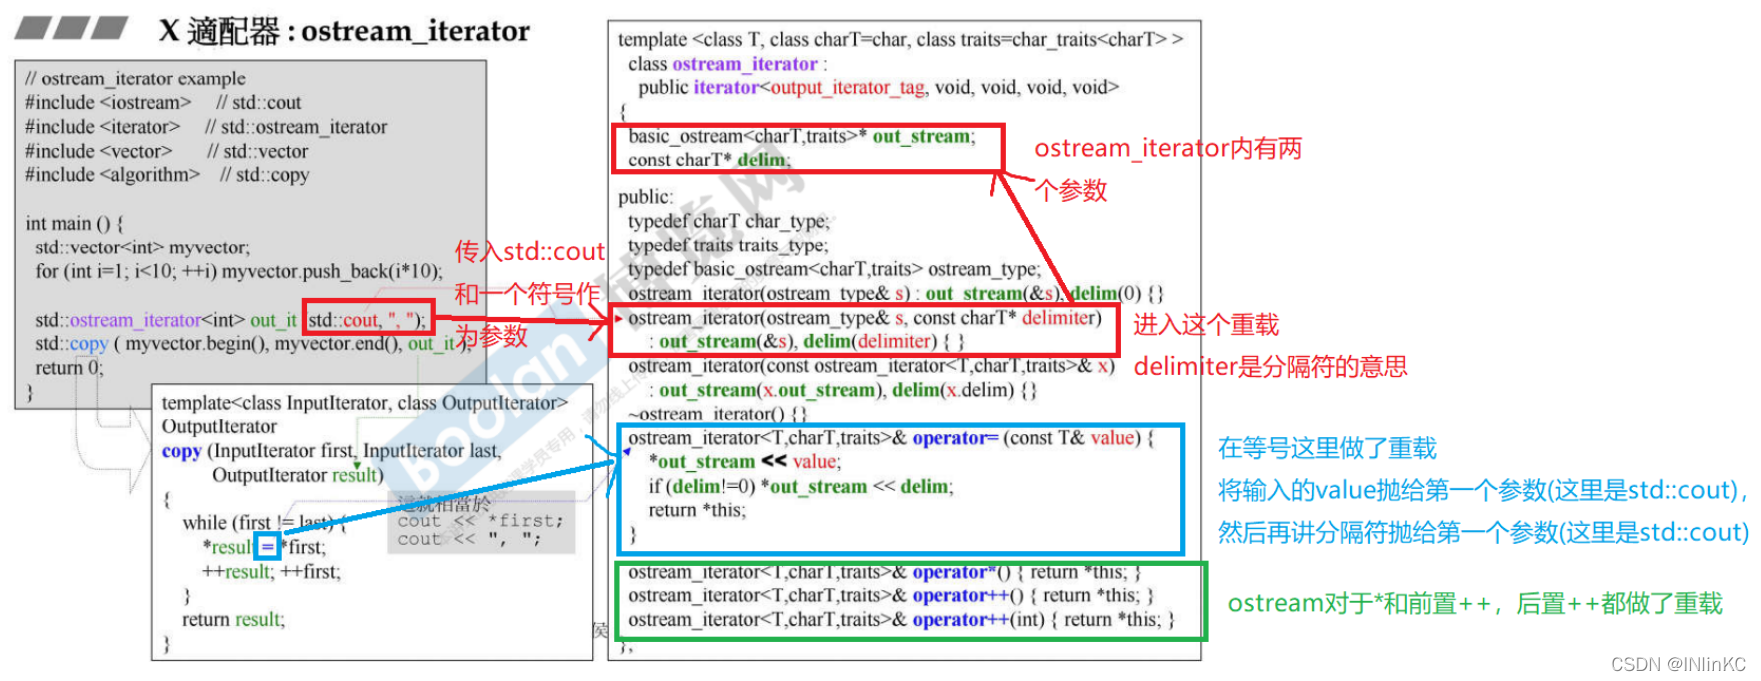 X 適配器 : ostream_iterator
// ostream_iterator example
#include <iostream> // std::cout
#include <iterator> // std::ostream_iterator
#include <vector> // std::vector
#include <algorithm> // std::copy
int main () {
std::vector<int> myvector;
for (int i=1; i<10; ++i) myvector.push_back(i*10);
std::ostream_iterator<int> out_it (std::cout, ", ");
std::copy ( myvector.begin(), myvector.end(), out_it );
return 0;
}
传入std::cout
和一个符号作
为参数
template<class InputIterator, class OutputIterator>
OutputIterator
copy (InputIterator first, InputIterator last,
OutputIterator result)
{
while (first != last) {
*result = *first;
++result; ++first;
}
return result;
}
這就相當於
cout << *first;
cout << ", ";
template <class T, class charT=char, class traits=char_traits<charT> >
class ostream_iterator :
public iterator<output_iterator_tag, void, void, void, void>
{
basic_ostream<charT,traits>* out_stream;
const charT* delim;
public:
typedef charT char_type;
typedef traits traits_type;
typedef basic_ostream<charT,traits> ostream_type;
ostream_iterator(ostream_type& s) : out_stream(&s), delim(0) {}
ostream_iterator(ostream_type& s, const charT* delimiter)
: out_stream(&s), delim(delimiter) { }
ostream_iterator(const ostream_iterator<T,charT,traits>& x)
: out_stream(x.out_stream), delim(x.delim) {}
~ostream_iterator() {}
ostream_iterator<T,charT,traits>& operator= (const T& value) {
*out_stream << value;
if (delim!=0) *out_stream << delim;
return *this;
}
ostream_iterator<T,charT,traits>& operator*() { return *this; }
ostream_iterator<T,charT,traits>& operator++() { return *this; }
ostream_iterator<T,charT,traits>& operator++(int) { return *this; }
};
ostream_iterator内有两
个参数
进入这个重载
delimiter是分隔符的意思
在等号这里做了重载
将输入的value抛给第一个参数(这里是std::cout)，
然后再讲分隔符抛给第一个参数(这里是std::cout)
ostream对于*和前置++，后置++都做了重载
boolan 博览网
侯
CSDN @INlinKC